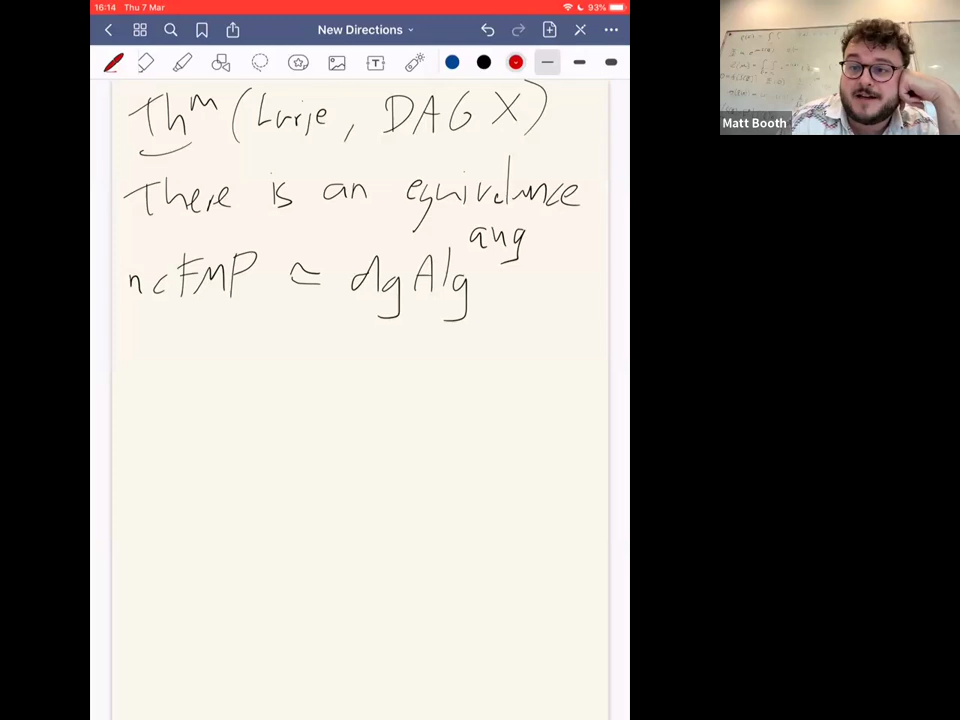 16:14 Thu 7 Mar
93%
New Directions
Thm (Lurie, DAG X)
There is an equivalence
ncFMP ≃ dgAlg^aug
Matt Booth